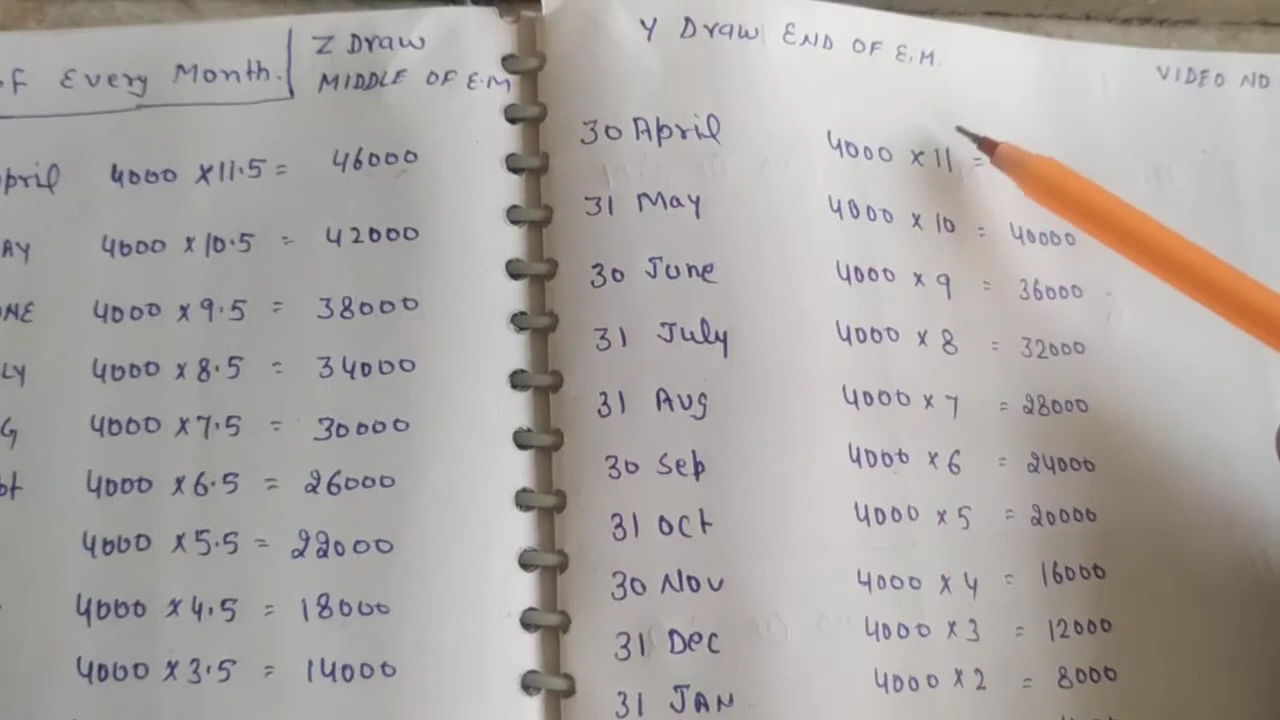 of Every Month.
Z Draw
MIDDLE OF E.M
pril 4000 × 11.5 = 46000
AY 4000 × 10.5 = 42000
NE 4000 × 9.5 = 38000
LY 4000 × 8.5 = 34000
G 4000 × 7.5 = 30000
pt 4000 × 6.5 = 26000
4000 × 5.5 = 22000
4000 × 4.5 = 18000
4000 × 3.5 = 14000
Y Draw END OF E.M.
VIDEO NO
30 April 4000 × 11 =
31 May 4000 × 10 = 40000
30 June 4000 × 9 = 36000
31 July 4000 × 8 = 32000
31 Aug 4000 × 7 = 28000
30 Sep 4000 × 6 = 24000
31 Oct 4000 × 5 = 20000
30 Nov 4000 × 4 = 16000
31 Dec 4000 × 3 = 12000
31 JAN 4000 × 2 = 8000